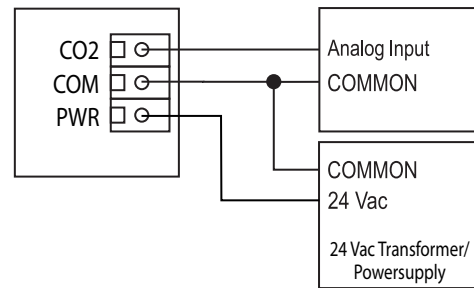 CO2
COM
PWR
Analog Input
COMMON
COMMON
24 Vac
24 Vac Transformer/
Powersupply